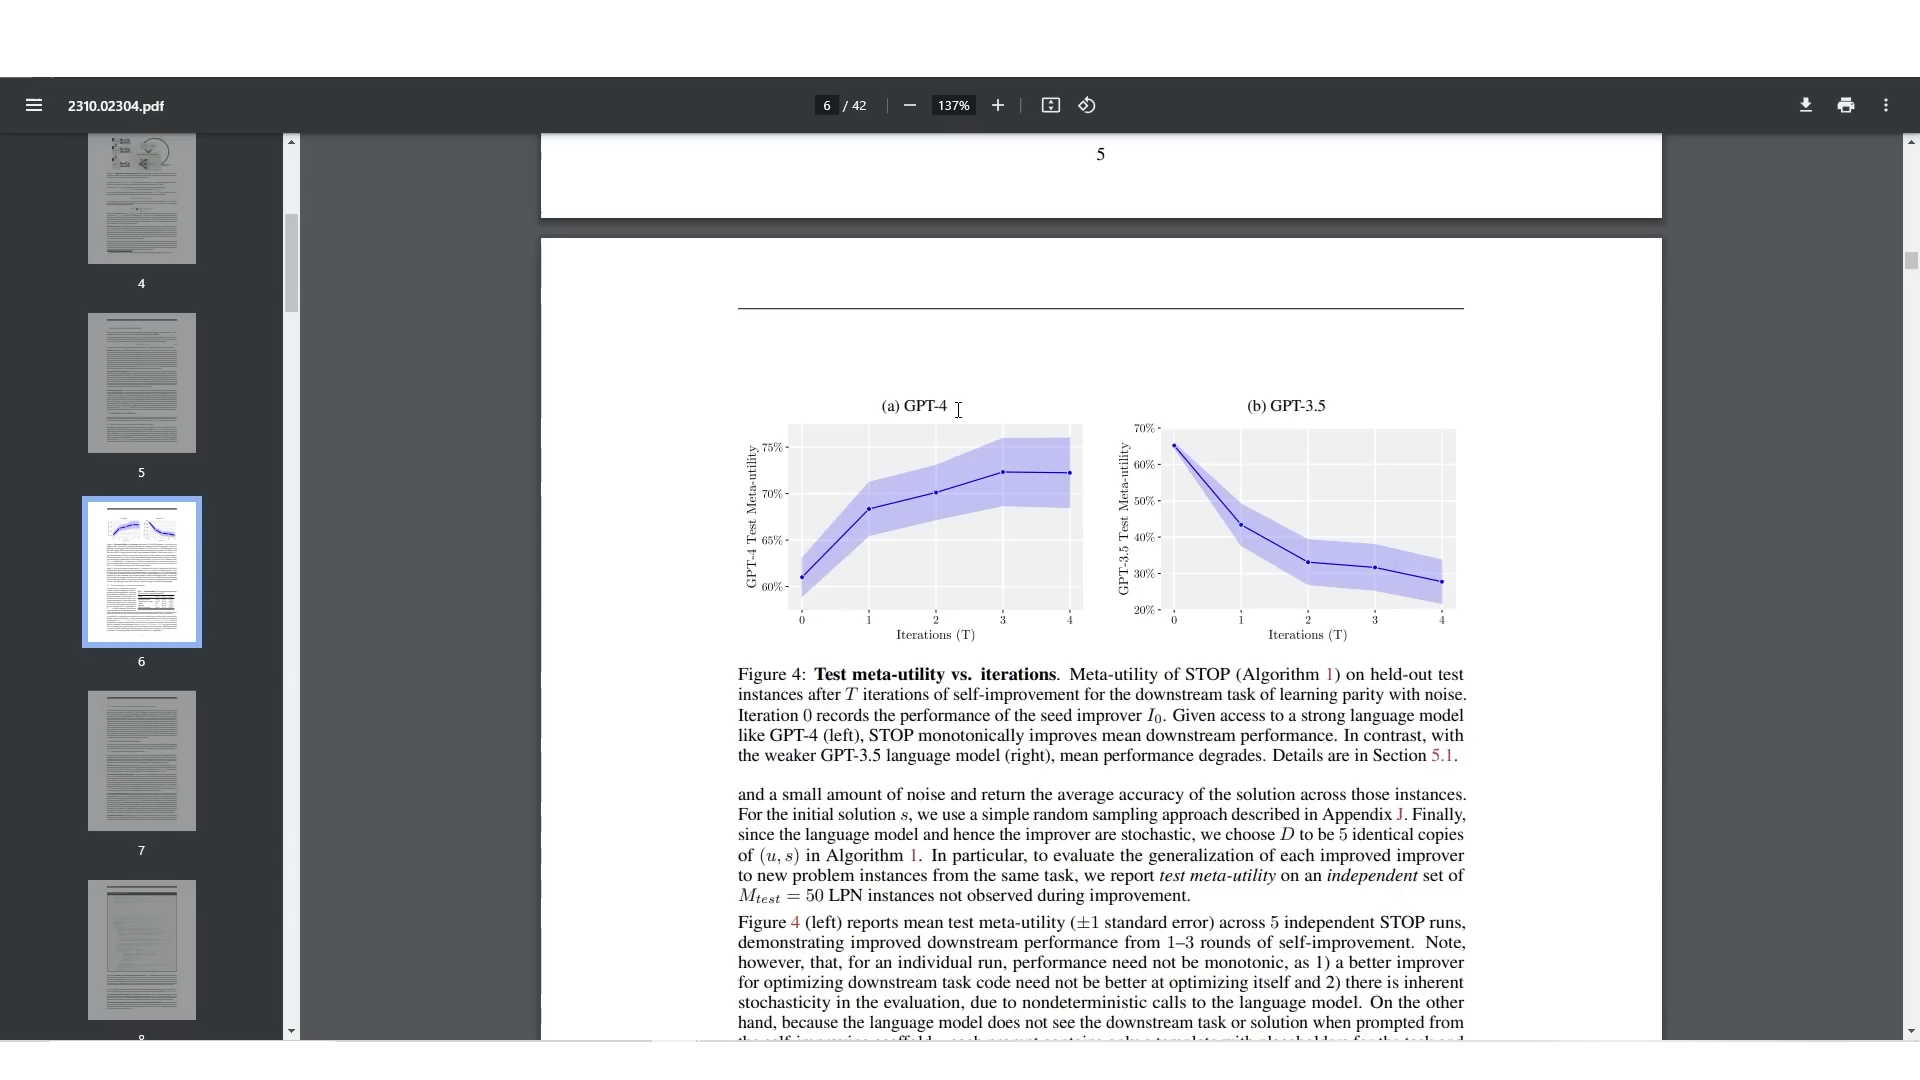 2310.02304.pdf
6 / 42
137%
4
5
6
7
8
5
(a) GPT-4
(b) GPT-3.5
GPT-4 Test Meta-utility
75%
70%
65%
60%
0 1 2 3 4
Iterations (T)
GPT-3.5 Test Meta-utility
70%
60%
50%
40%
30%
20%
0 1 2 3 4
Iterations (T)
Figure 4: Test meta-utility vs. iterations. Meta-utility of STOP (Algorithm 1) on held-out test
instances after T iterations of self-improvement for the downstream task of learning parity with noise.
Iteration 0 records the performance of the seed improver I₀. Given access to a strong language model
like GPT-4 (left), STOP monotonically improves mean downstream performance. In contrast, with
the weaker GPT-3.5 language model (right), mean performance degrades. Details are in Section 5.1.
and a small amount of noise and return the average accuracy of the solution across those instances.
For the initial solution s, we use a simple random sampling approach described in Appendix J. Finally,
since the language model and hence the improver are stochastic, we choose D to be 5 identical copies
of (u, s) in Algorithm 1. In particular, to evaluate the generalization of each improved improver
to new problem instances from the same task, we report test meta-utility on an independent set of
Mtest = 50 LPN instances not observed during improvement.
Figure 4 (left) reports mean test meta-utility (±1 standard error) across 5 independent STOP runs,
demonstrating improved downstream performance from 1–3 rounds of self-improvement. Note,
however, that, for an individual run, performance need not be monotonic, as 1) a better improver
for optimizing downstream task code need not be better at optimizing itself and 2) there is inherent
stochasticity in the evaluation, due to nondeterministic calls to the language model. On the other
hand, because the language model does not see the downstream task or solution when prompted from